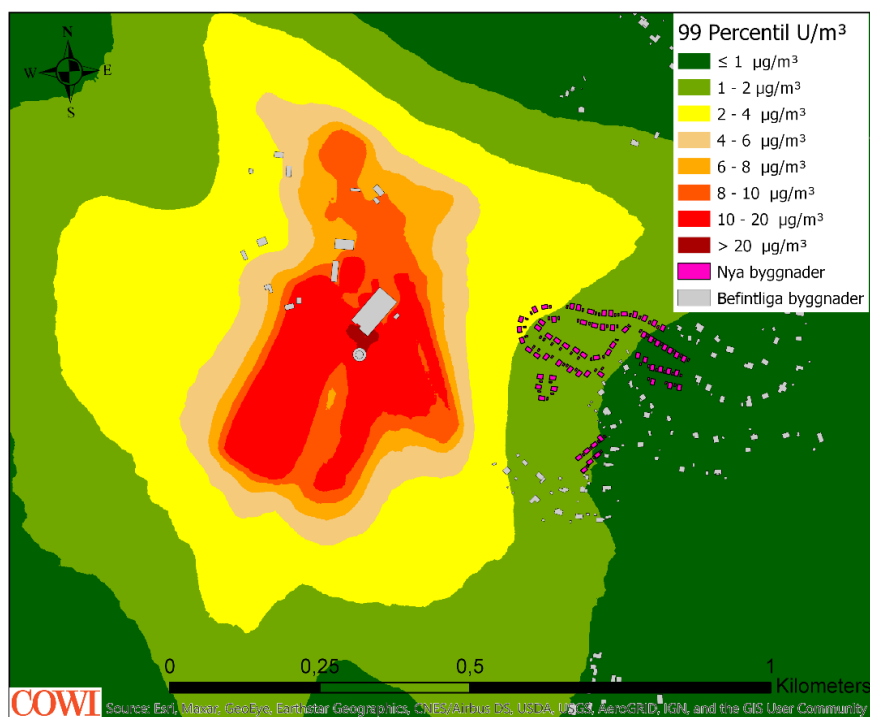 N
W E
S
99 Percentil U/m³
≤ 1 µg/m³
1 - 2 µg/m³
2 - 4 µg/m³
4 - 6 µg/m³
6 - 8 µg/m³
8 - 10 µg/m³
10 - 20 µg/m³
> 20 µg/m³
Nya byggnader
Befintliga byggnader
0 0,25 0,5 1
Kilometers
COWI
Source: Esri, Maxar, GeoEye, Earthstar Geographics, CNES/Airbus DS, USDA, USGS, AeroGRID, IGN, and the GIS User Community